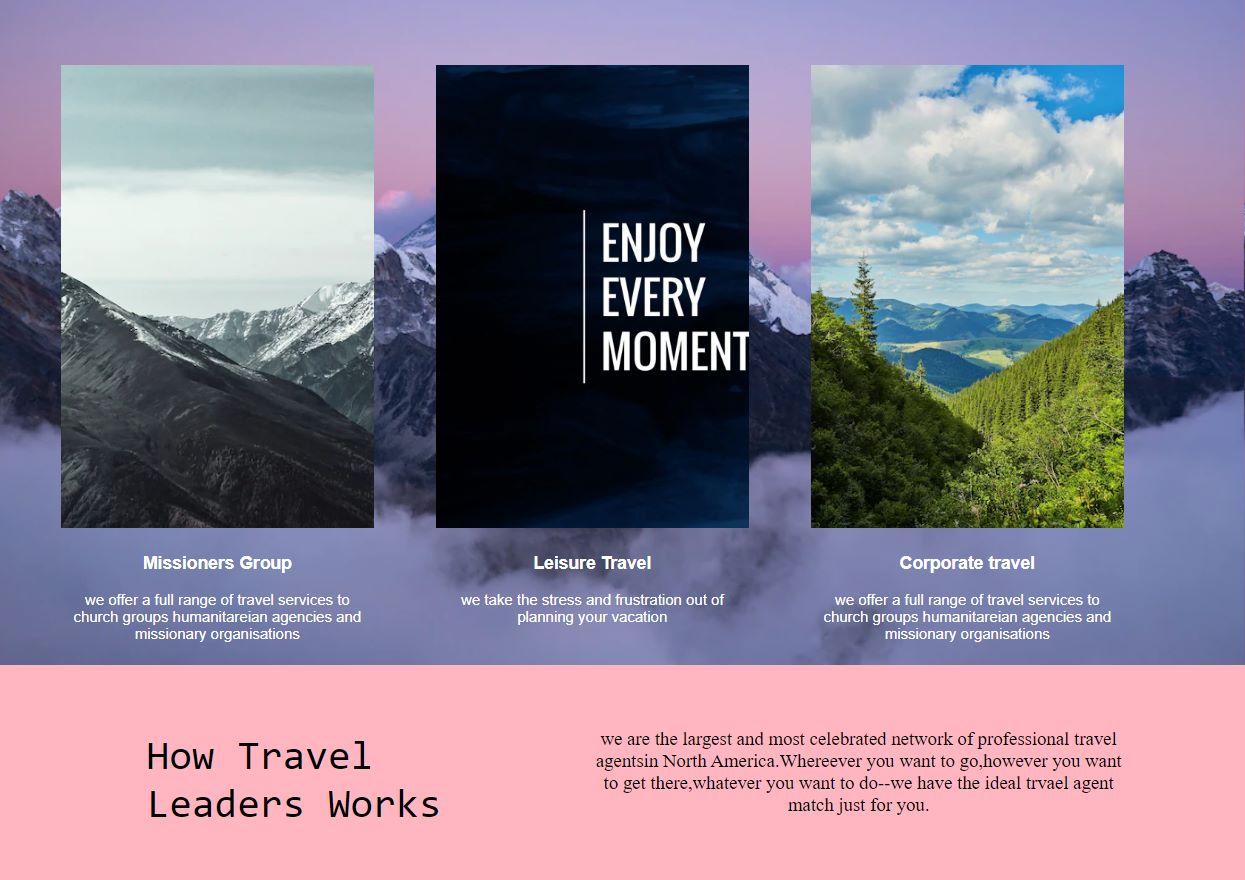 ENJOY
EVERY
MOMENT
Missioners Group
we offer a full range of travel services to
church groups humanitareian agencies and
missionary organisations
Leisure Travel
we take the stress and frustration out of
planning your vacation
Corporate travel
we offer a full range of travel services to
church groups humanitareian agencies and
missionary organisations
How Travel
Leaders Works
we are the largest and most celebrated network of professional travel
agentsin North America.Whereever you want to go,however you want
to get there,whatever you want to do--we have the ideal trvael agent
match just for you.